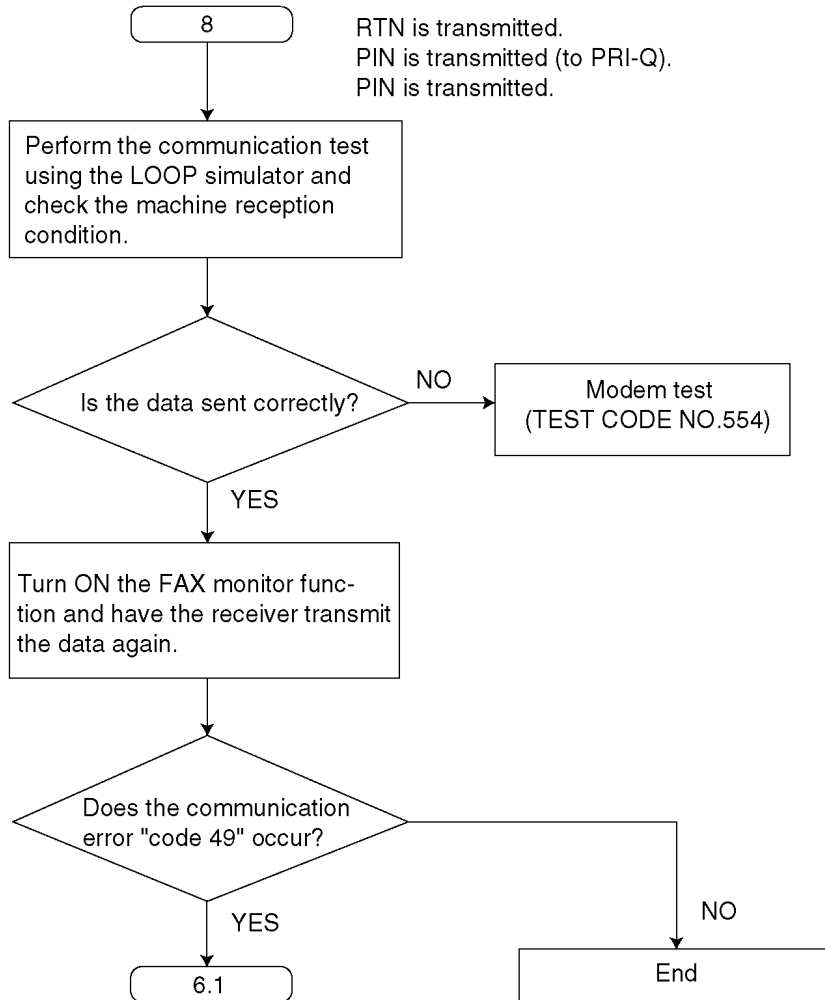 8
RTN is transmitted.
PIN is transmitted (to PRI-Q).
PIN is transmitted.
Perform the communication test
using the LOOP simulator and
check the machine reception
condition.
Is the data sent correctly?
NO
Modem test
(TEST CODE NO.554)
YES
Turn ON the FAX monitor func-
tion and have the receiver transmit
the data again.
Does the communication
error "code 49" occur?
YES
NO
6.1
End